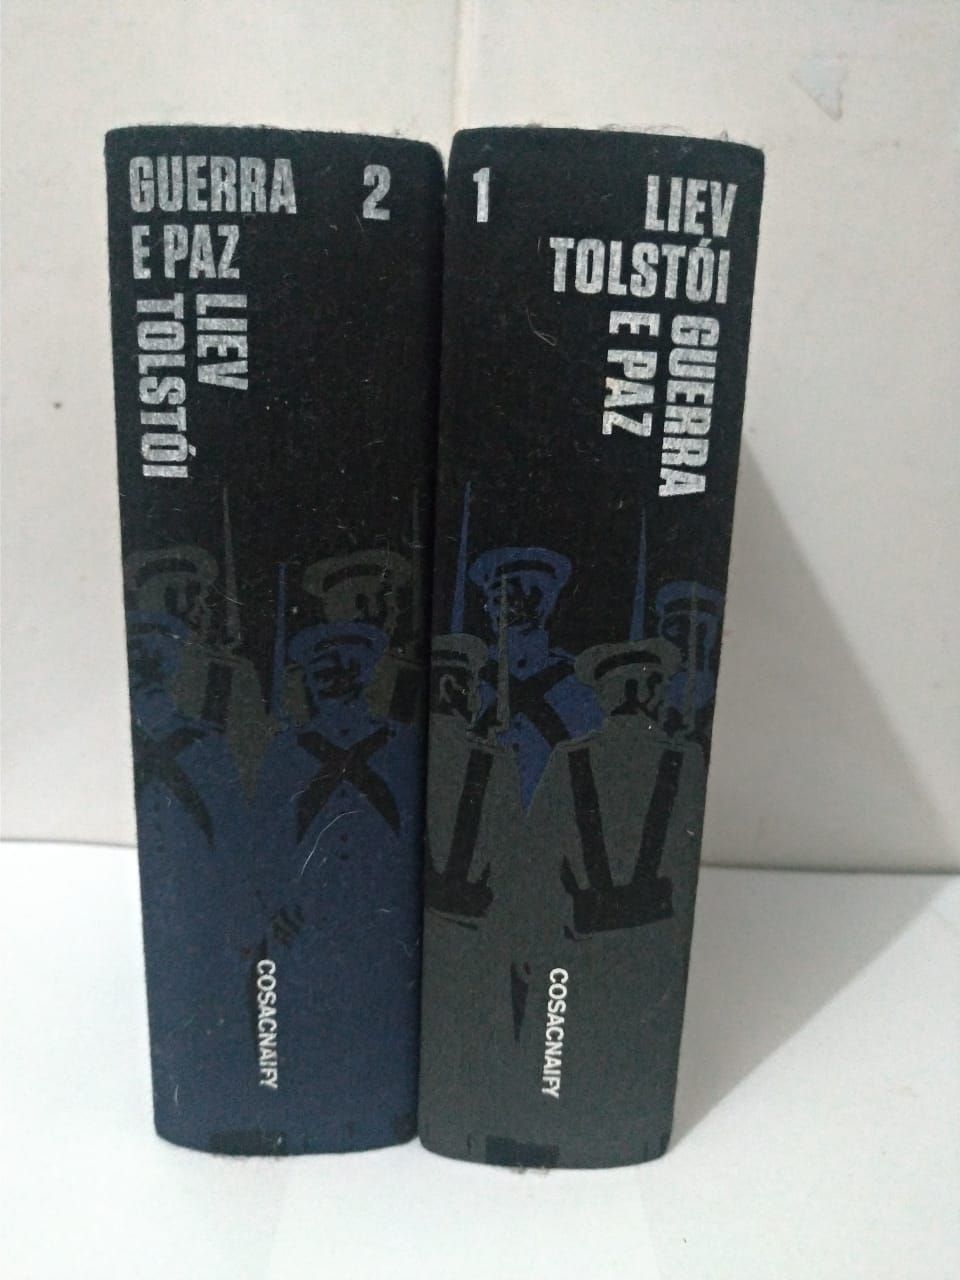 GUERRA 2
E PAZ
LIEV
TOLSTÓI
COSACNAIFY
1 LIEV
TOLSTÓI
GUERRA
E PAZ
COSACNAIFY